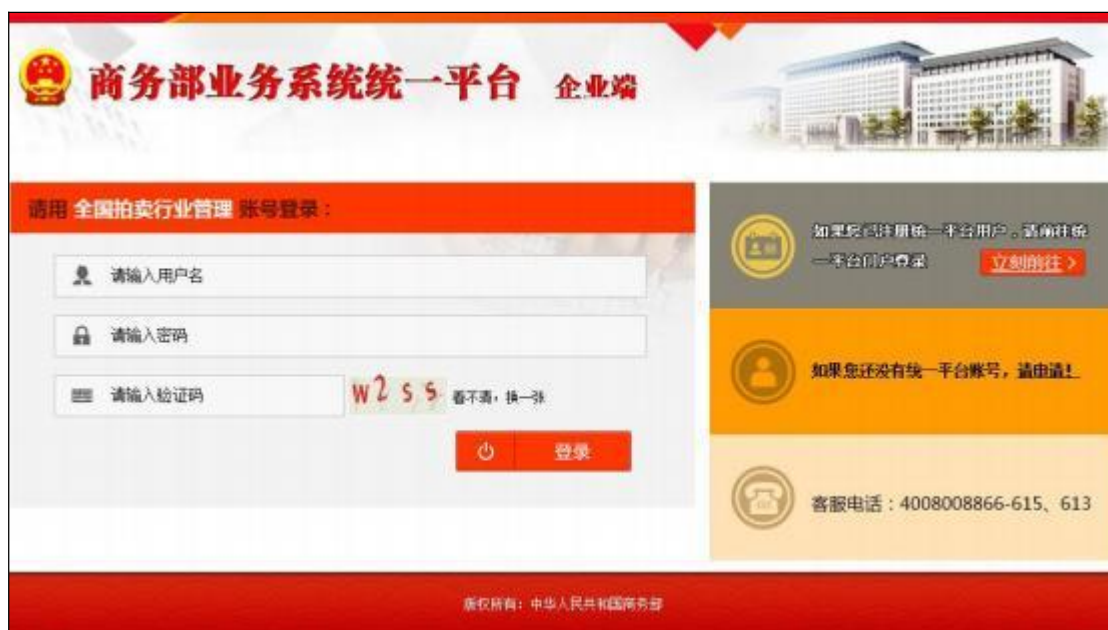 商务部业务系统统一平台 企业端
请用 全国拍卖行业管理 账号登录：
请输入用户名
请输入密码
请输入验证码
W2ss 看不清，换一张
登录
如果您已注册统一平台用户，请前往统
一平台门户登录 立刻前往 >
如果您还没有统一平台账号，请申请!
客服电话：4008008866-615、613
版权所有：中华人民共和国商务部